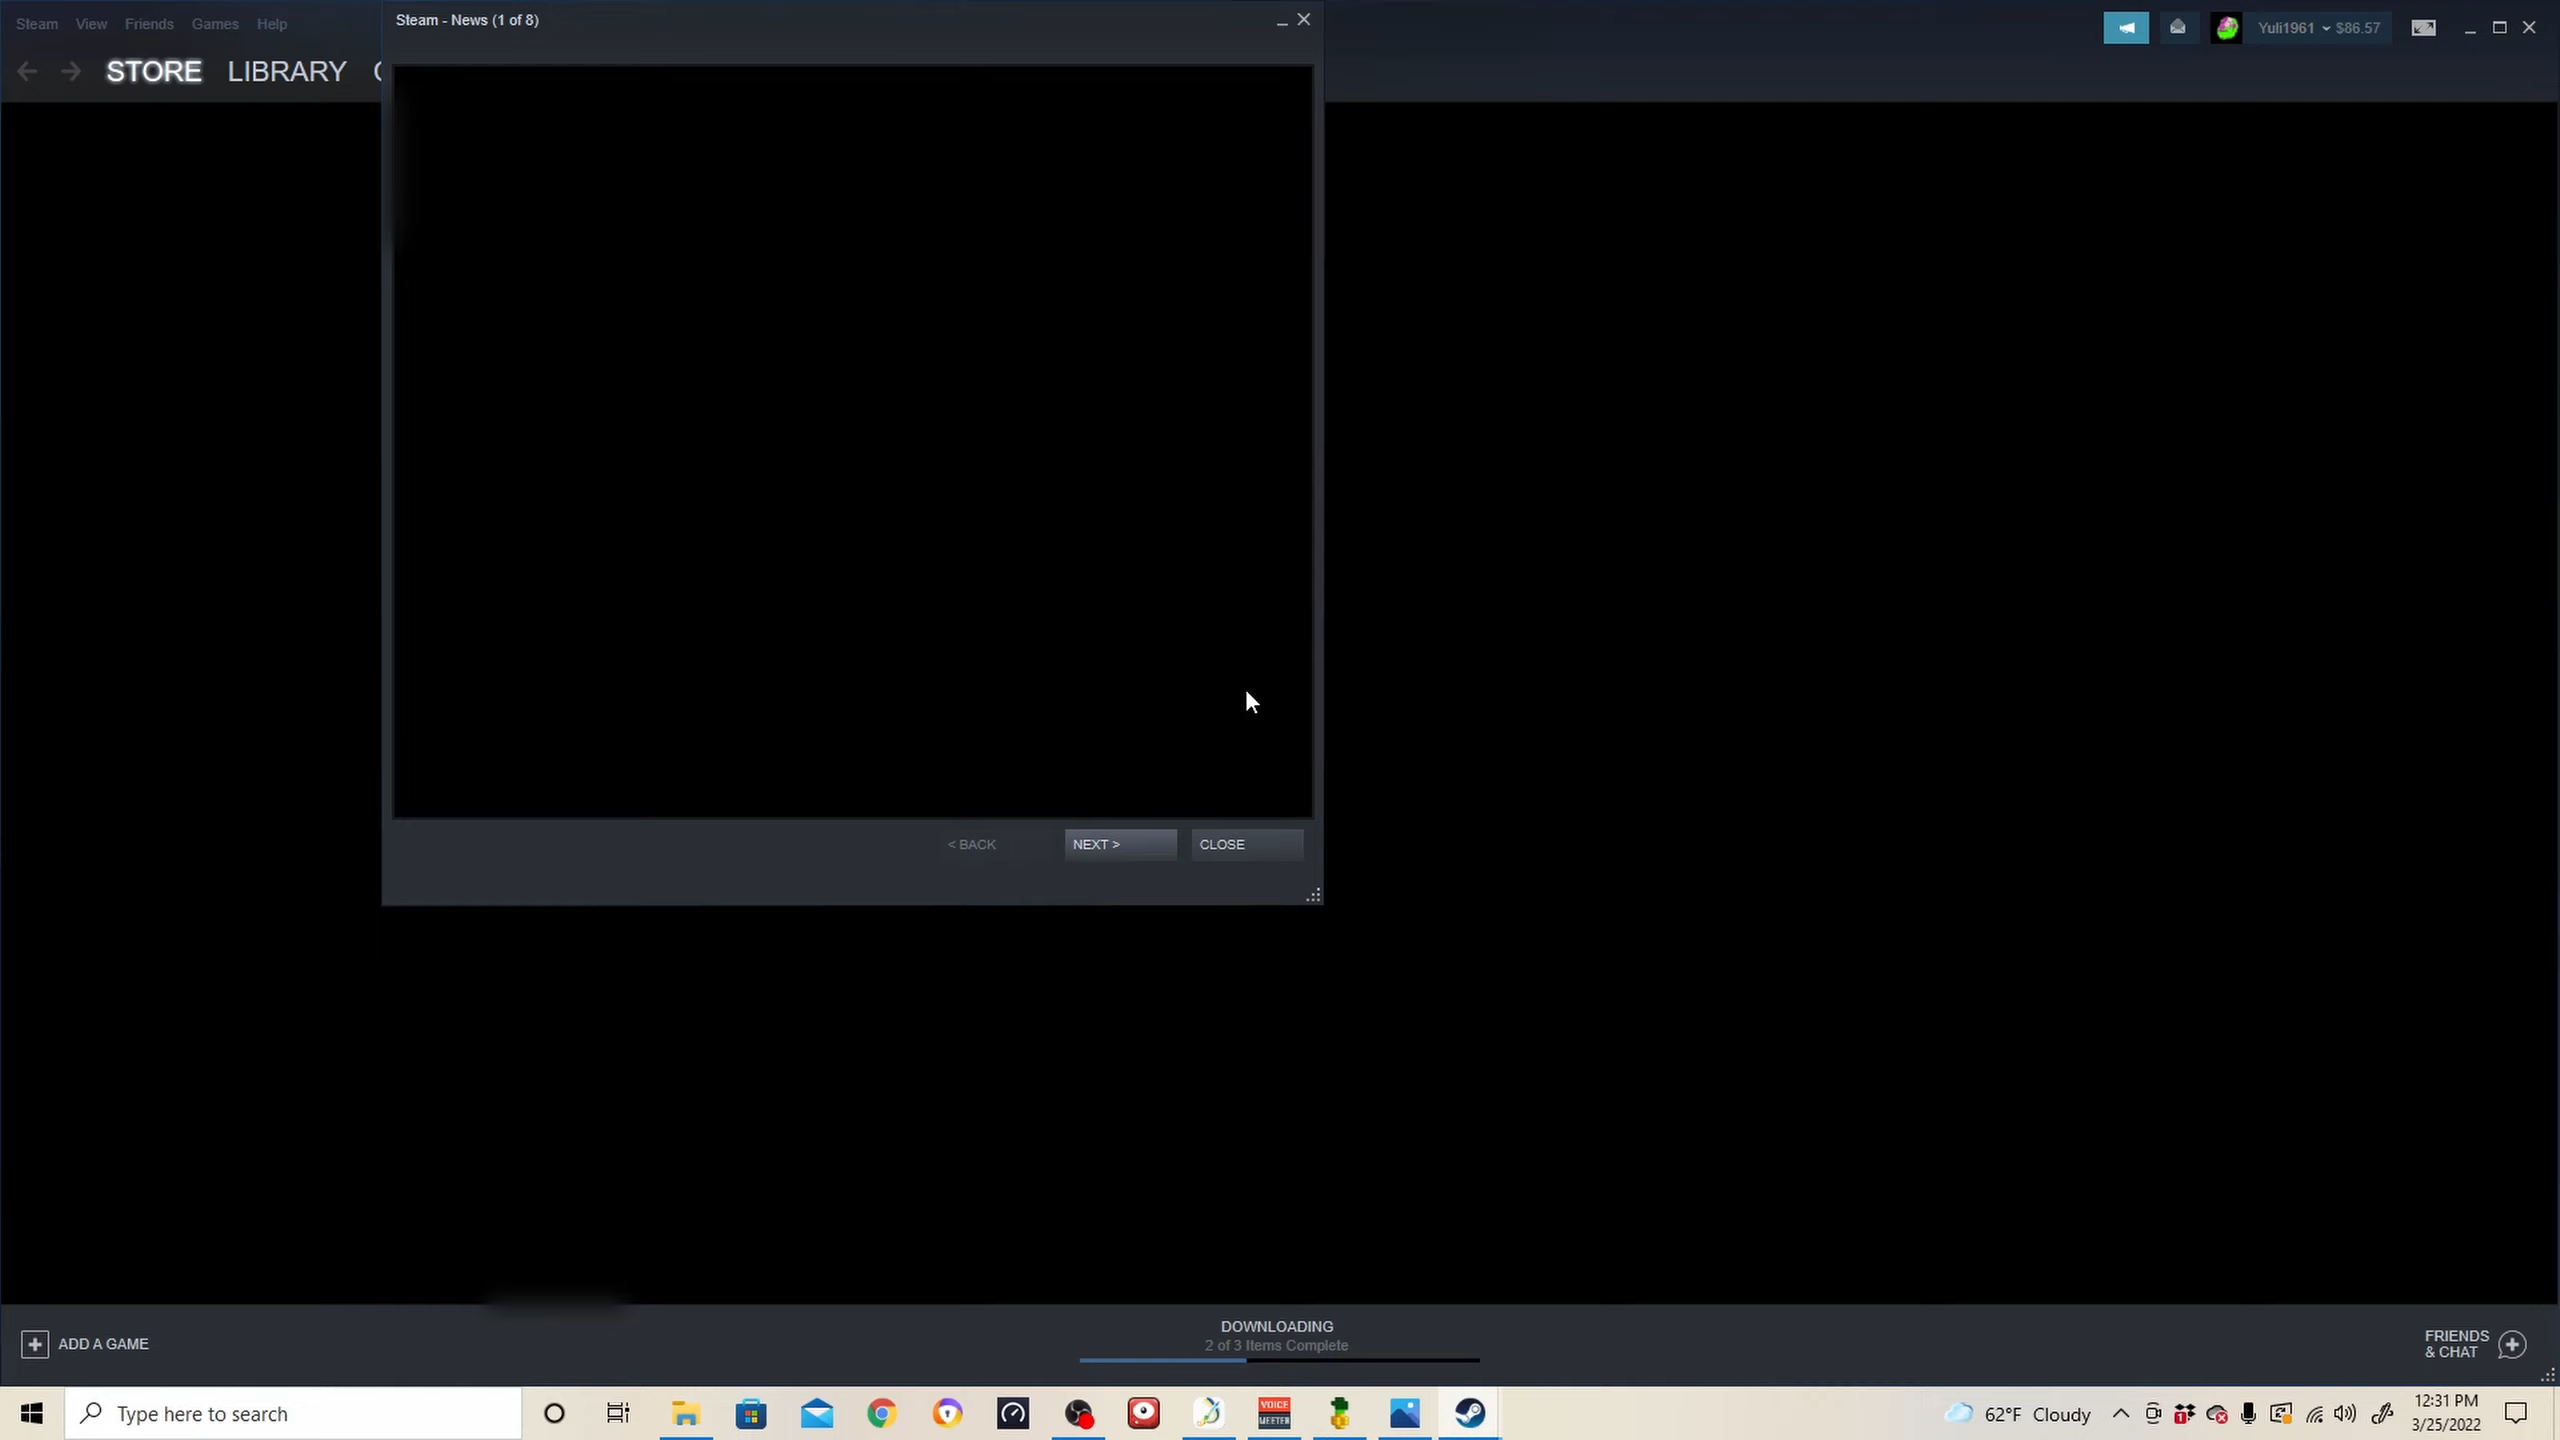 Steam View Friends Games Help
Steam - News (1 of 8)
Yuli1961 $86.57
STORE LIBRARY
< BACK NEXT > CLOSE
DOWNLOADING
2 of 3 Items Complete
ADD A GAME
FRIENDS
& CHAT
Type here to search
VOICE
MEETER
62°F Cloudy
1
12:31 PM
3/25/2022